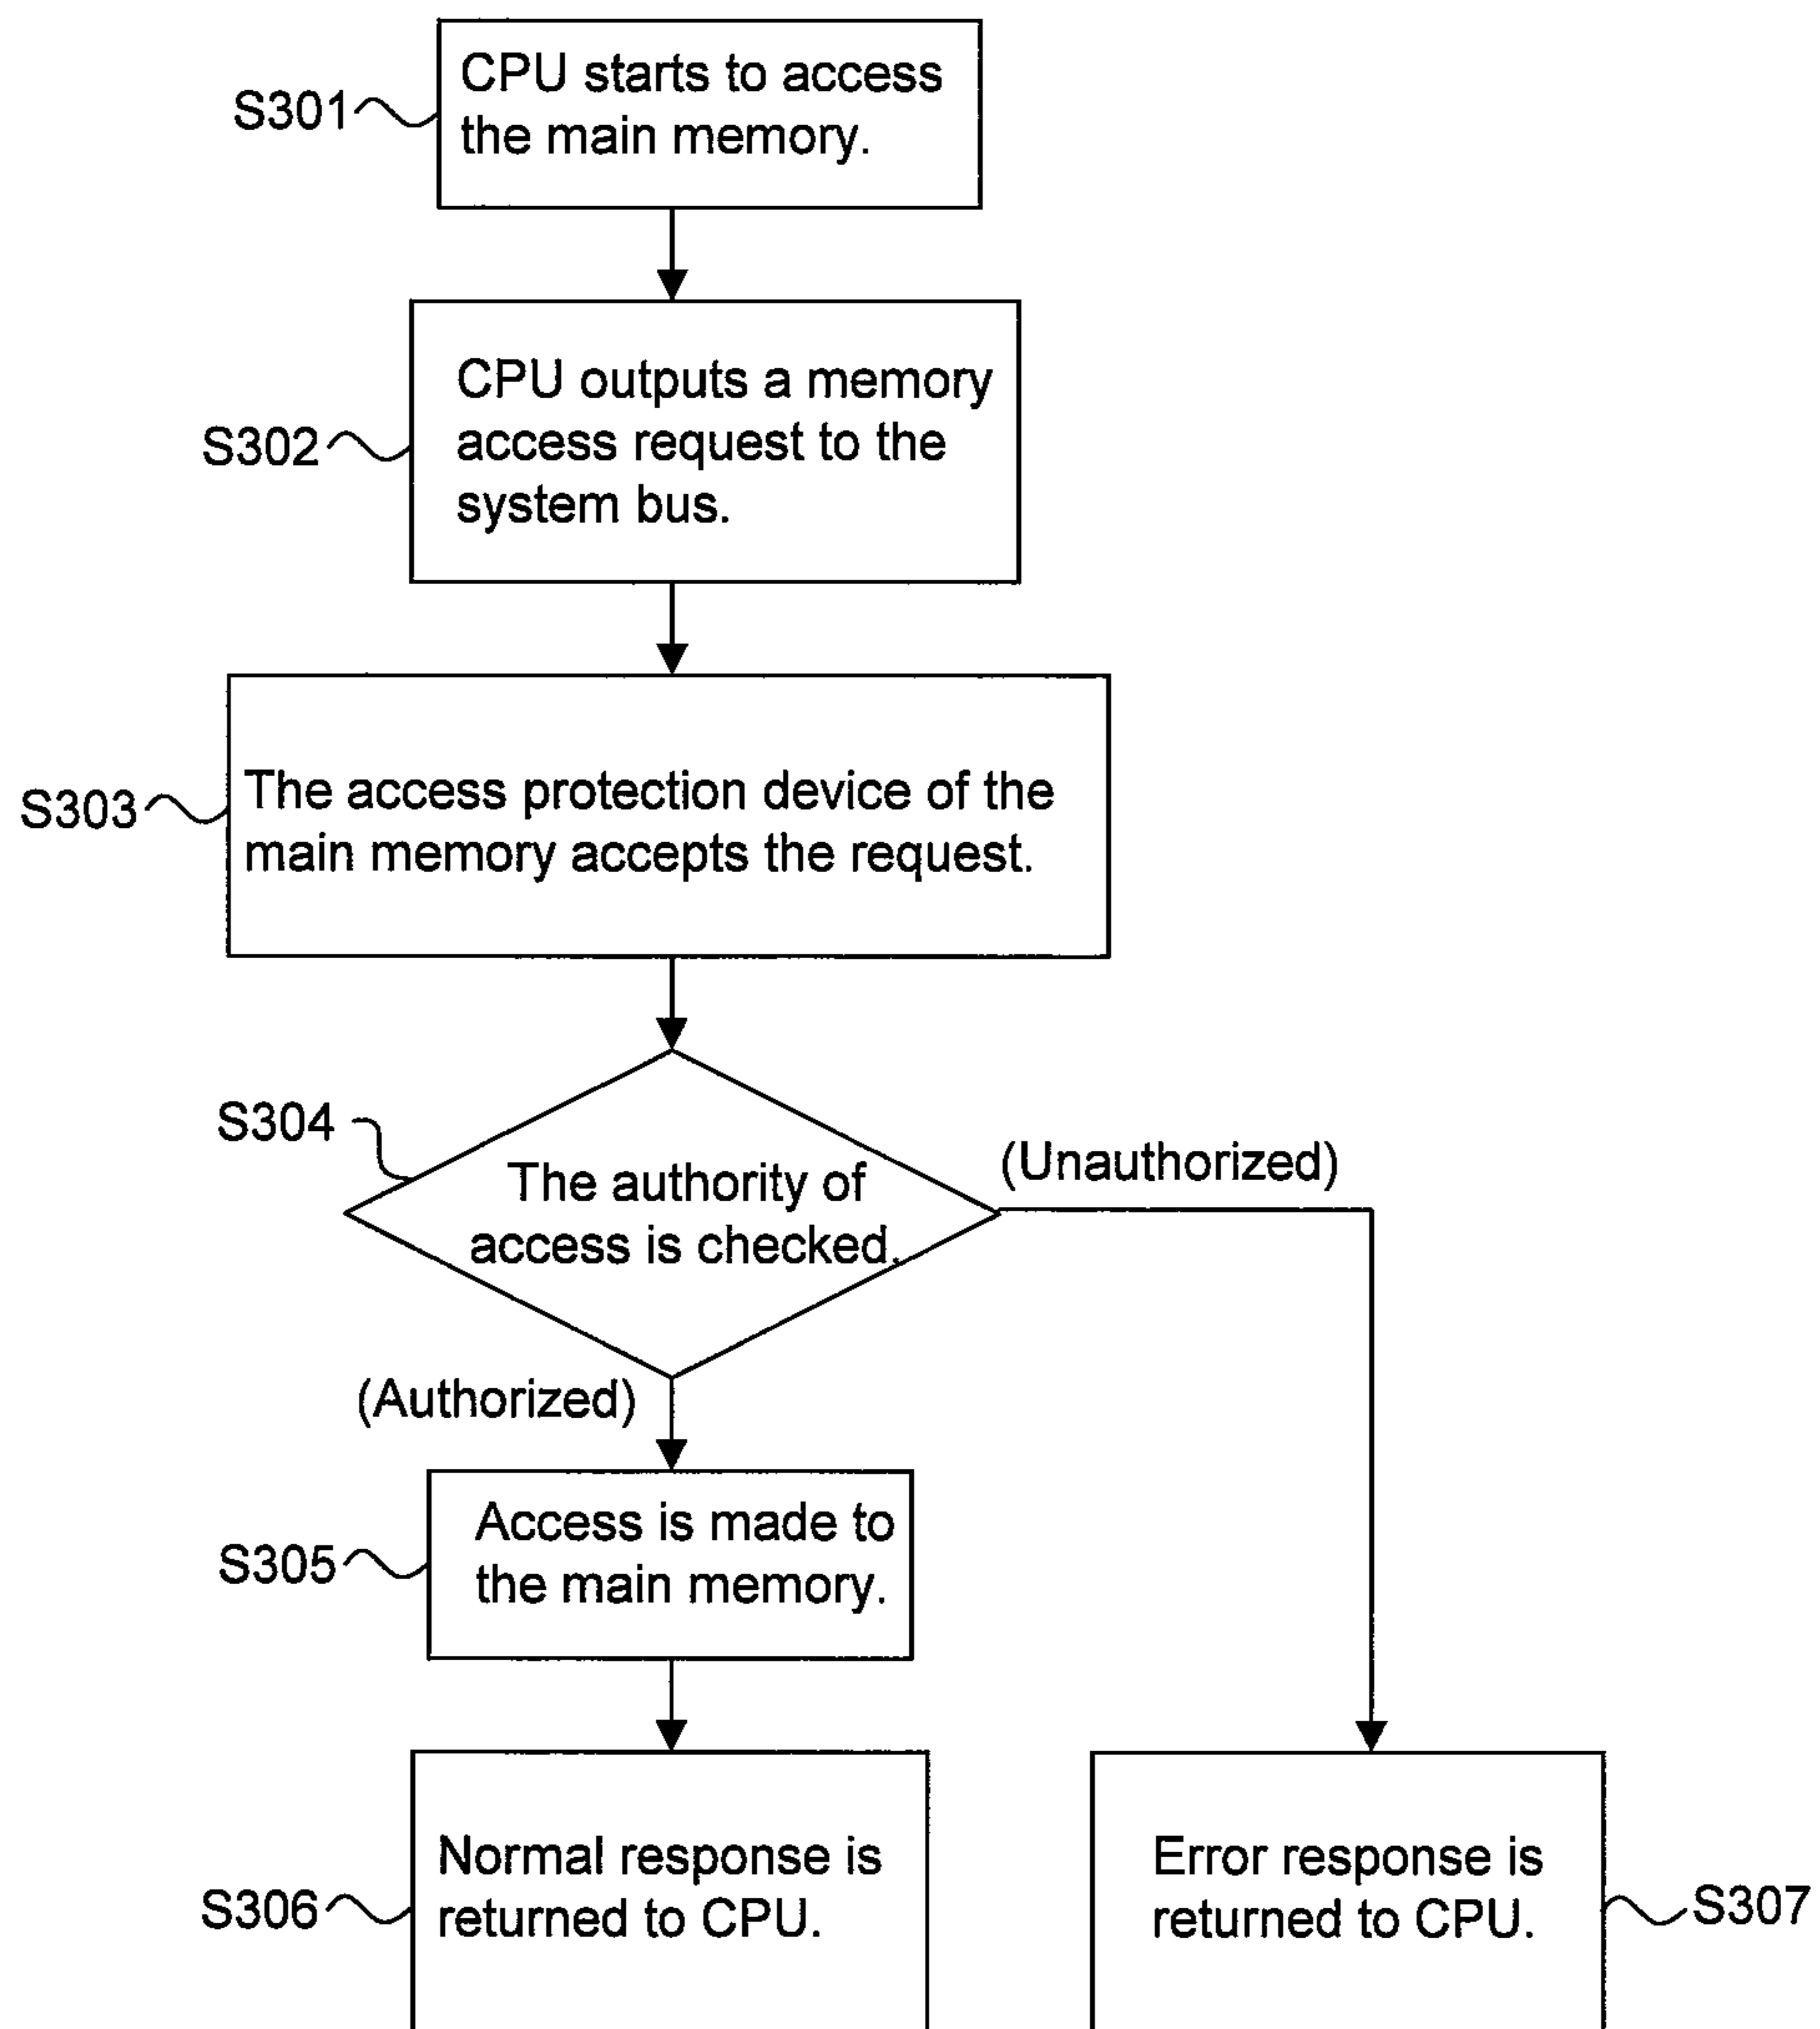 CPU starts to access
the main memory.
S301
CPU outputs a memory
access request to the
system bus.
S302
The access protection device of the
main memory accepts the request.
S303
S304
The authority of
access is checked.
(Unauthorized)
(Authorized)
Access is made to
the main memory.
S305
Normal response is
returned to CPU.
S306
Error response is
returned to CPU.
S307